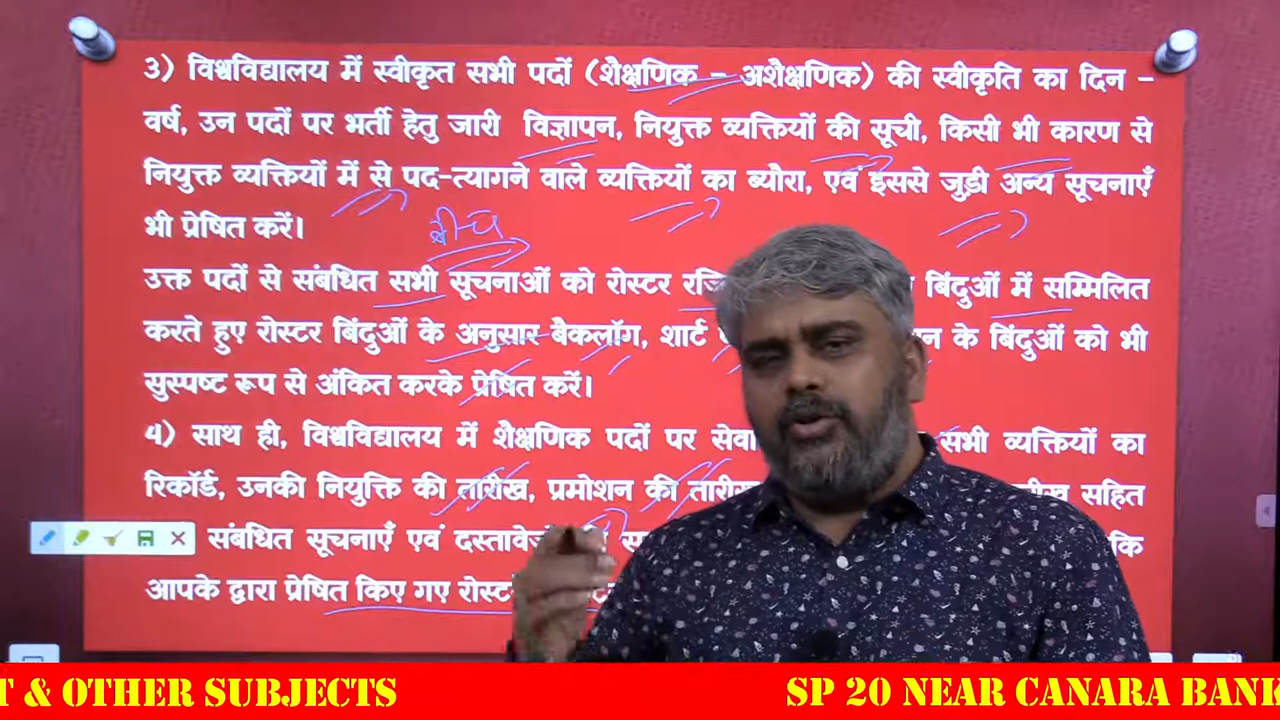 3) विश्वविद्यालय में स्वीकृत सभी पदों (शैक्षणिक – अशैक्षणिक) की स्वीकृति का दिन –
वर्ष, उन पदों पर भर्ती हेतु जारी विज्ञापन, नियुक्त व्यक्तियों की सूची, किसी भी कारण से
नियुक्त व्यक्तियों में से पद-त्यागने वाले व्यक्तियों का ब्योरा, एवं इससे जुड़ी अन्य सूचनाएँ
भी प्रेषित करें।
उक्त पदों से संबधित सभी सूचनाओं को रोस्टर बिंदुओं में सम्मिलित
करते हुए रोस्टर बिंदुओं के अनुसार बैकलॉग, शार्ट के बिंदुओं को भी
सुस्पष्ट रूप से अंकित करके प्रेषित करें।
4) साथ ही, विश्वविद्यालय में शैक्षणिक पदों पर सभी व्यक्तियों का
रिकॉर्ड, उनकी नियुक्ति की तारीख, प्रमोशन की सहित
संबधित सूचनाएँ एवं कि
आपके द्वारा प्रेषित किए गए
T & OTHER SUBJECTS SP 20 NEAR CANARA BANK